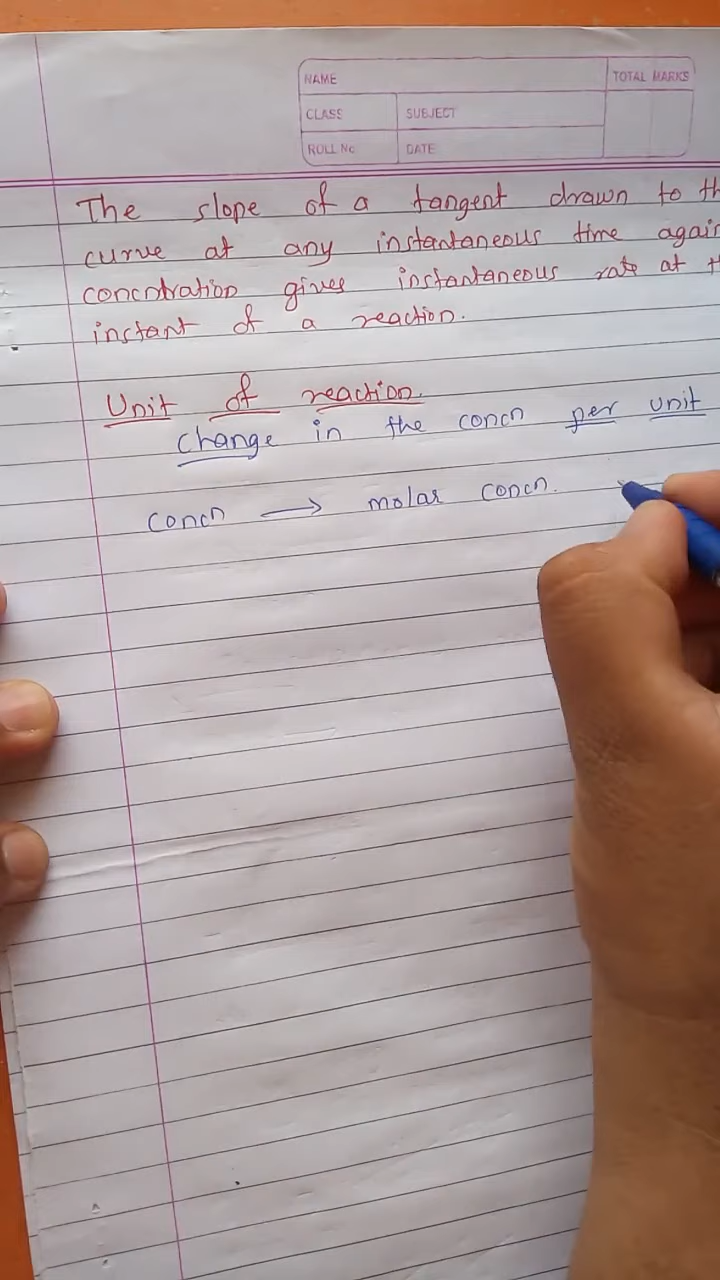 NAME
TOTAL MARKS
CLASS
SUBJECT
ROLL No
DATE
The slope of a tangent drawn to th
curve at any instantaneous time again
concntration gives instantaneous rate at t
instant of a reaction.
Unit of reaction.
change in the concn per unit
concn → molar concn.